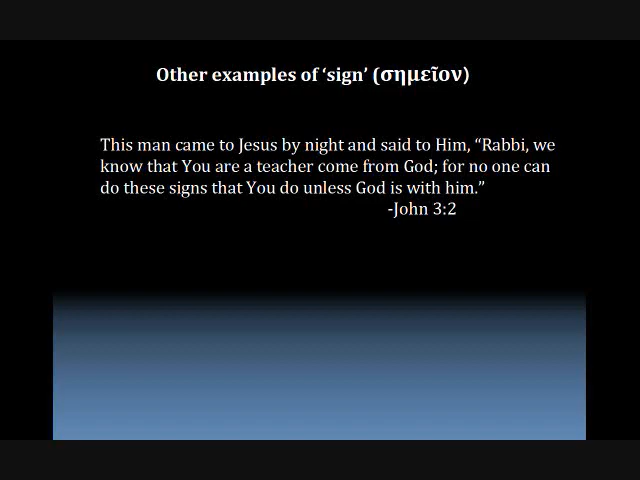 Other examples of ‘sign’ (σημεῖον)
This man came to Jesus by night and said to Him, “Rabbi, we
know that You are a teacher come from God; for no one can
do these signs that You do unless God is with him.”
-John 3:2